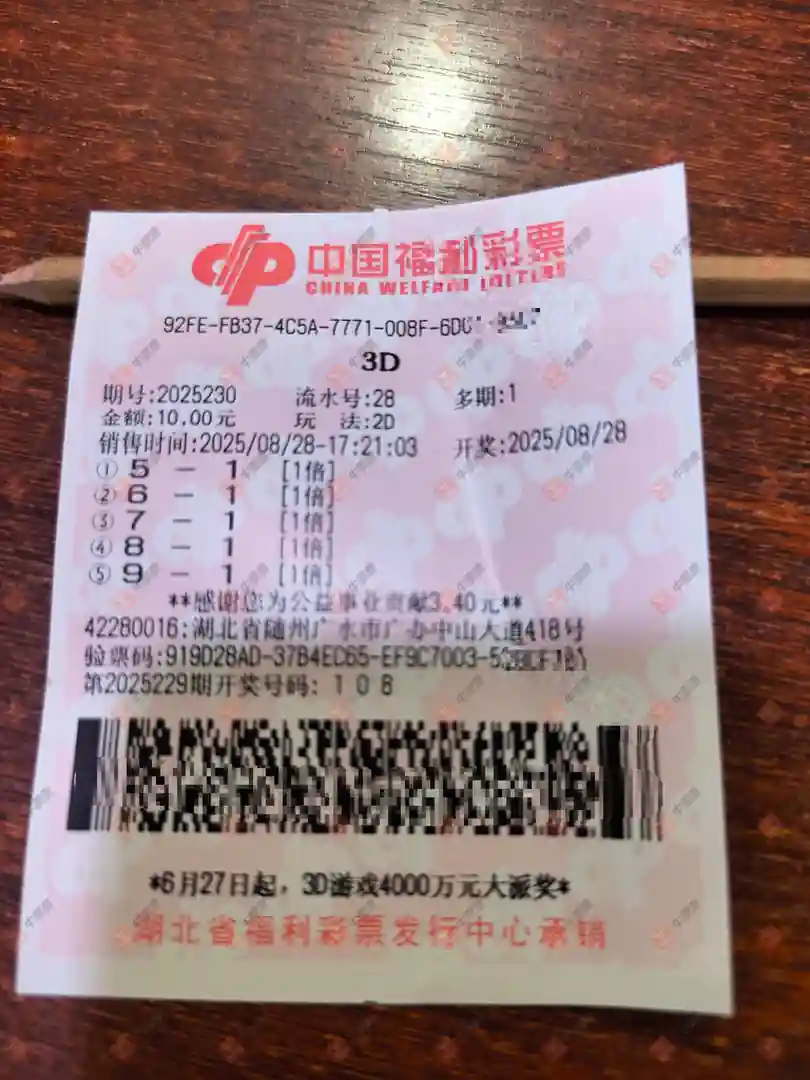 中国福利彩票
CHINA WELFARE LOTTERY
92FE-FB37-4C5A-7771-008F-6D0
3D
期号:2025230 流水号:28 多期:1
金额:10.00元 玩 法:2D
销售时间:2025/08/28-17:21:03 开奖:2025/08/28
① 5 - 1 [1倍]
② 6 - 1 [1倍]
③ 7 - 1 [1倍]
④ 8 - 1 [1倍]
⑤ 9 - 1 [1倍]
**感谢您为公益事业贡献3.40元**
42280016:湖北省随州广水市广办中山大道418号
验票码:919D28AD-37B4EC65-EF9C7003-5
第2025229期开奖号码: 1 0 8
*6月27日起，3D游戏4000万元大派奖*
湖北省福利彩票发行中心承销